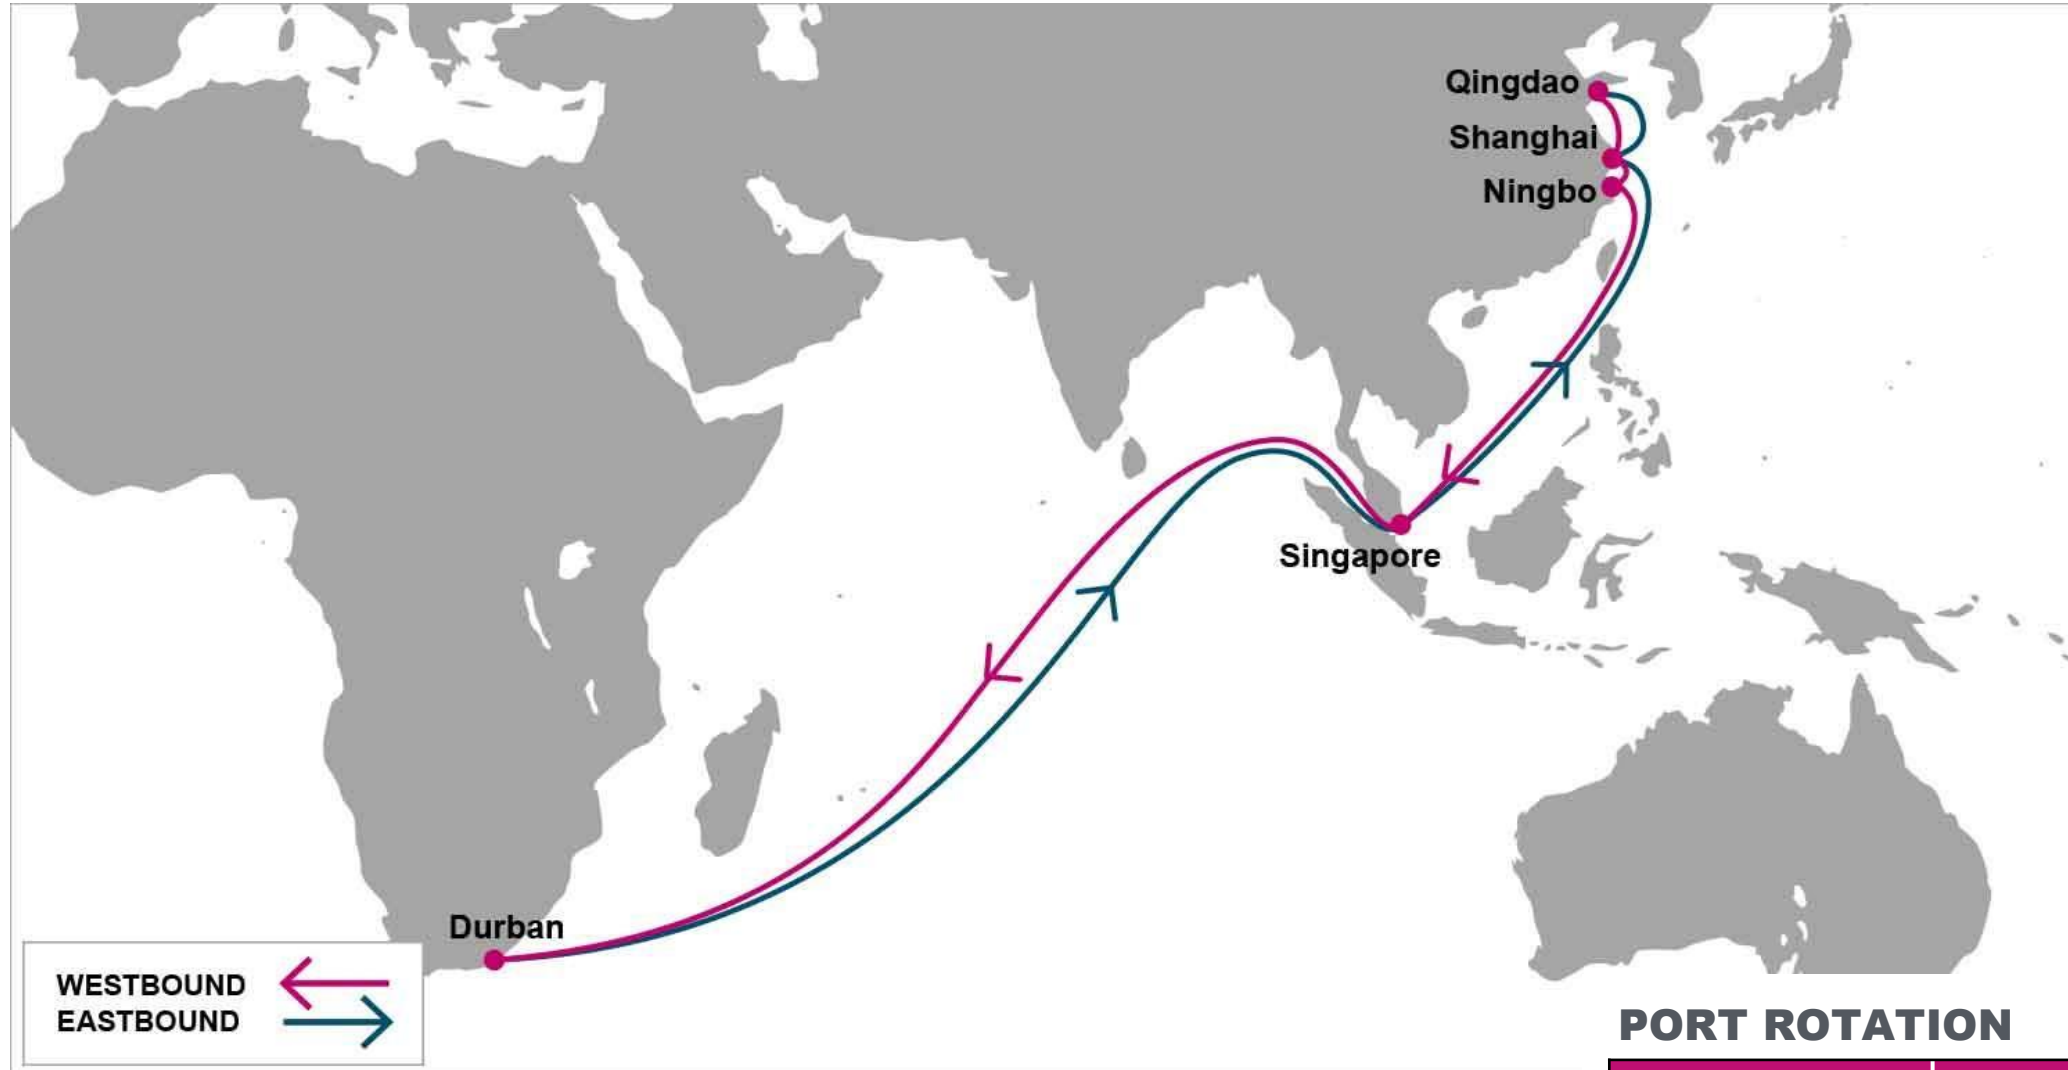 Qingdao
Shanghai
Ningbo
Singapore
Durban
WESTBOUND
EASTBOUND
PORT ROTATION